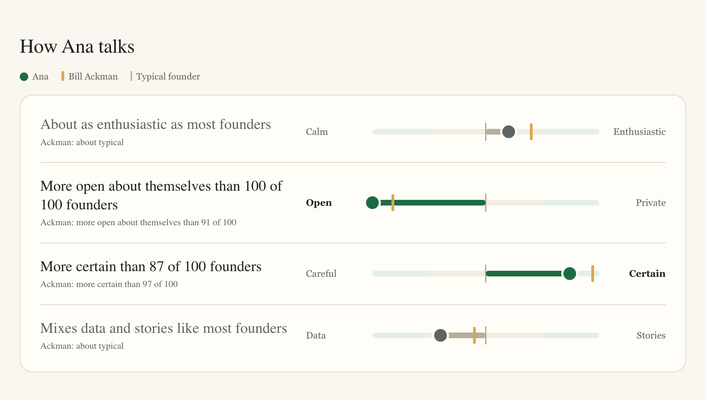 How Ana talks
Ana Bill Ackman Typical founder
About as enthusiastic as most founders
Ackman: about typical
Calm Enthusiastic
More open about themselves than 100 of
100 founders
Ackman: more open about themselves than 91 of 100
Open Private
More certain than 87 of 100 founders
Ackman: more certain than 97 of 100
Careful Certain
Mixes data and stories like most founders
Ackman: about typical
Data Stories